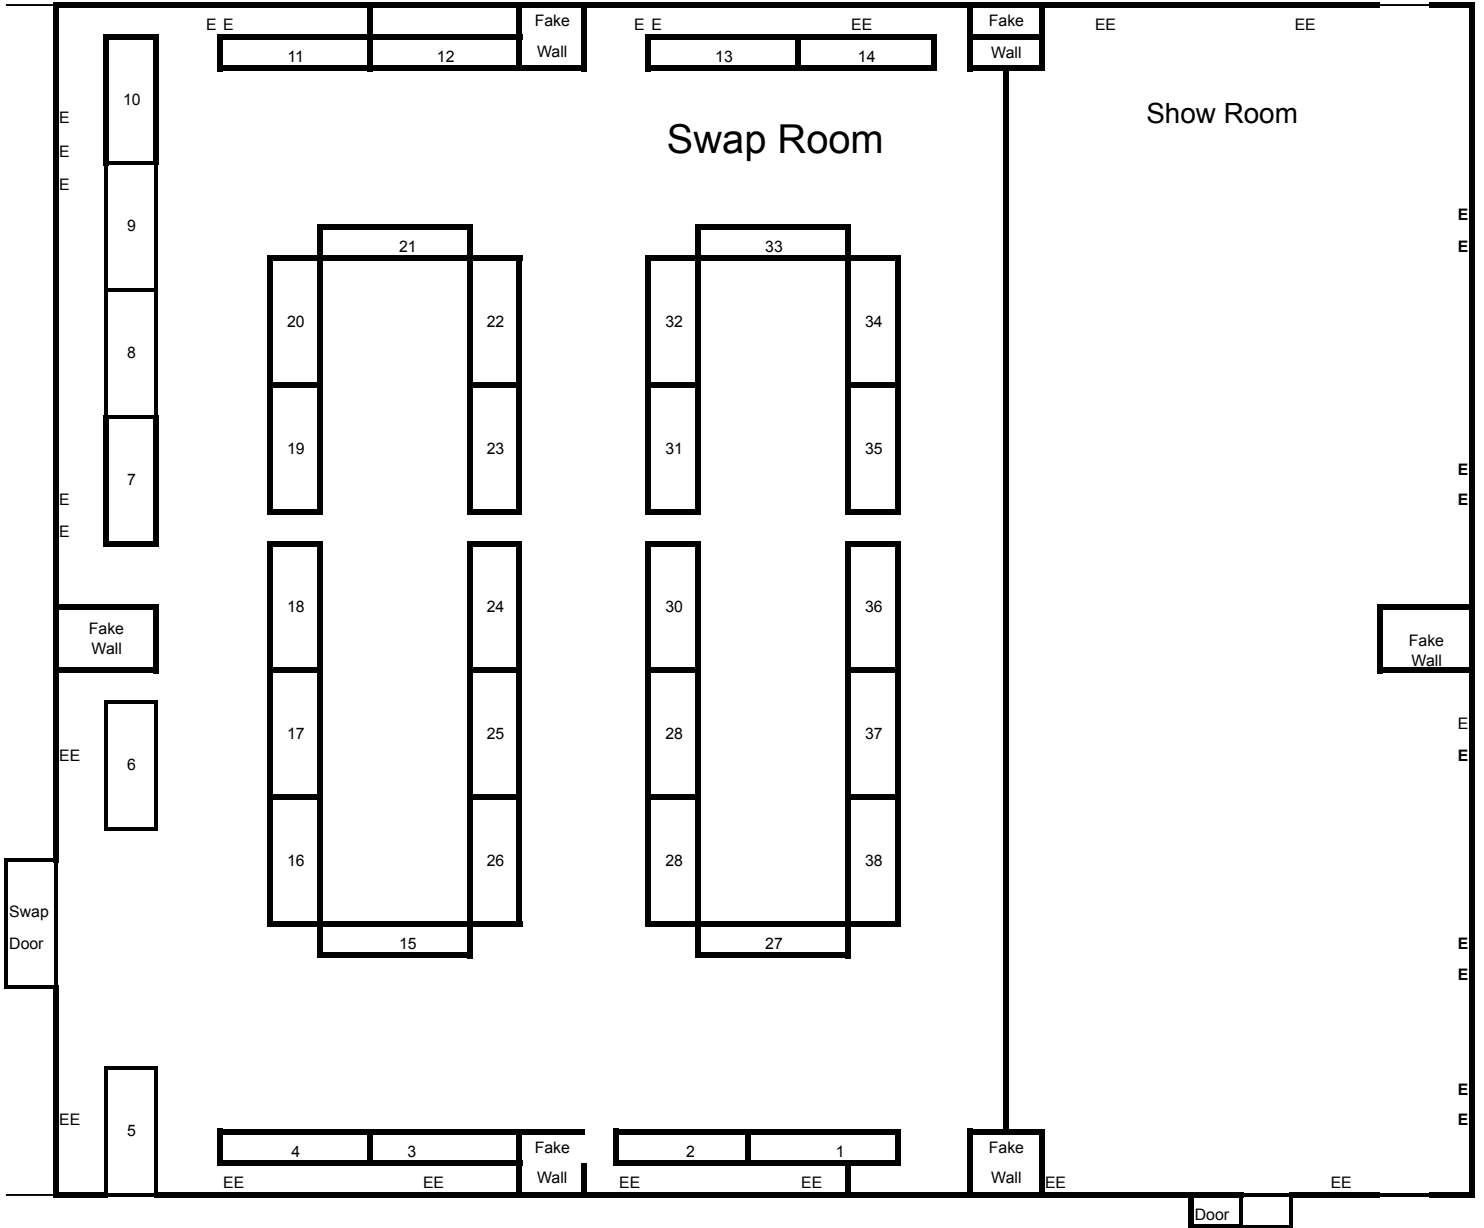 E E
Fake
Wall
E E
EE
Fake
Wall
EE
EE
11
12
13
14
10
E
E
E
Swap Room
Show Room
9
E
E
21
33
20
22
32
34
8
19
23
31
35
7
E
E
E
E
18
24
30
36
Fake
Wall
Fake
Wall
17
25
28
37
E
E
EE
6
16
26
28
38
Swap
Door
15
27
E
E
E
E
EE
5
4
3
Fake
Wall
2
1
Fake
Wall
EE
EE
EE
EE
EE
EE
Door